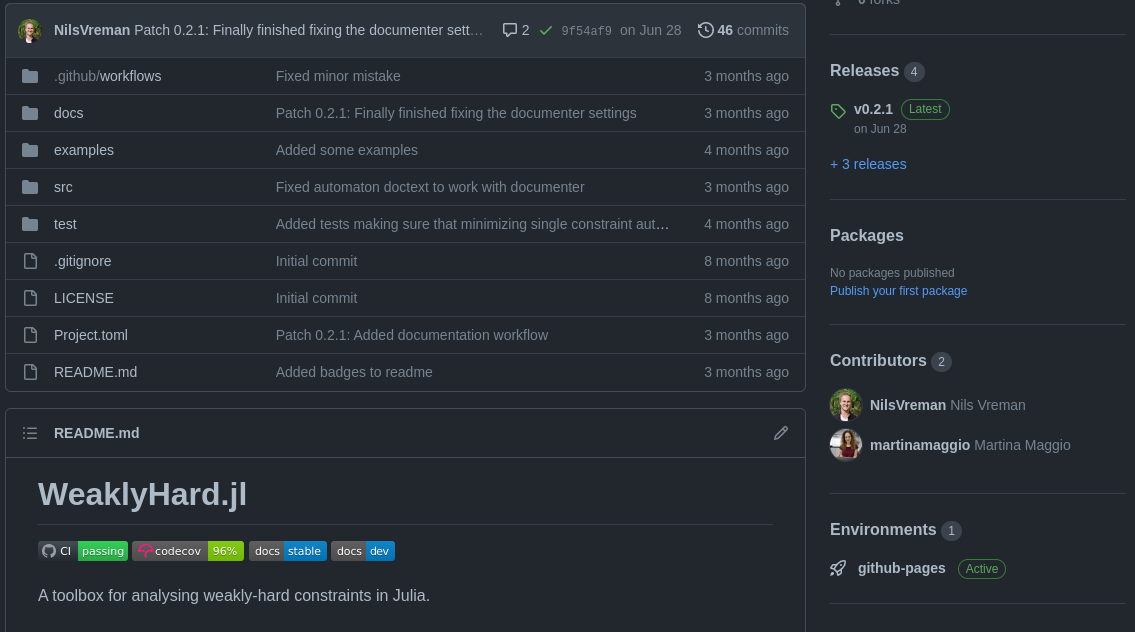 NilsVreman Patch 0.2.1: Finally finished fixing the documenter sett… 2 9f54af9 on Jun 28 46 commits
.github/workflows Fixed minor mistake 3 months ago
docs Patch 0.2.1: Finally finished fixing the documenter settings 3 months ago
examples Added some examples 4 months ago
src Fixed automaton doctext to work with documenter 3 months ago
test Added tests making sure that minimizing single constraint aut… 4 months ago
.gitignore Initial commit 8 months ago
LICENSE Initial commit 8 months ago
Project.toml Patch 0.2.1: Added documentation workflow 3 months ago
README.md Added badges to readme 3 months ago
README.md
WeaklyHard.jl
CI passing codecov 96% docs stable docs dev
A toolbox for analysing weakly-hard constraints in Julia.
0 forks
Releases 4
v0.2.1 Latest
on Jun 28
+ 3 releases
Packages
No packages published
Publish your first package
Contributors 2
NilsVreman Nils Vreman
martinamaggio Martina Maggio
Environments 1
github-pages Active